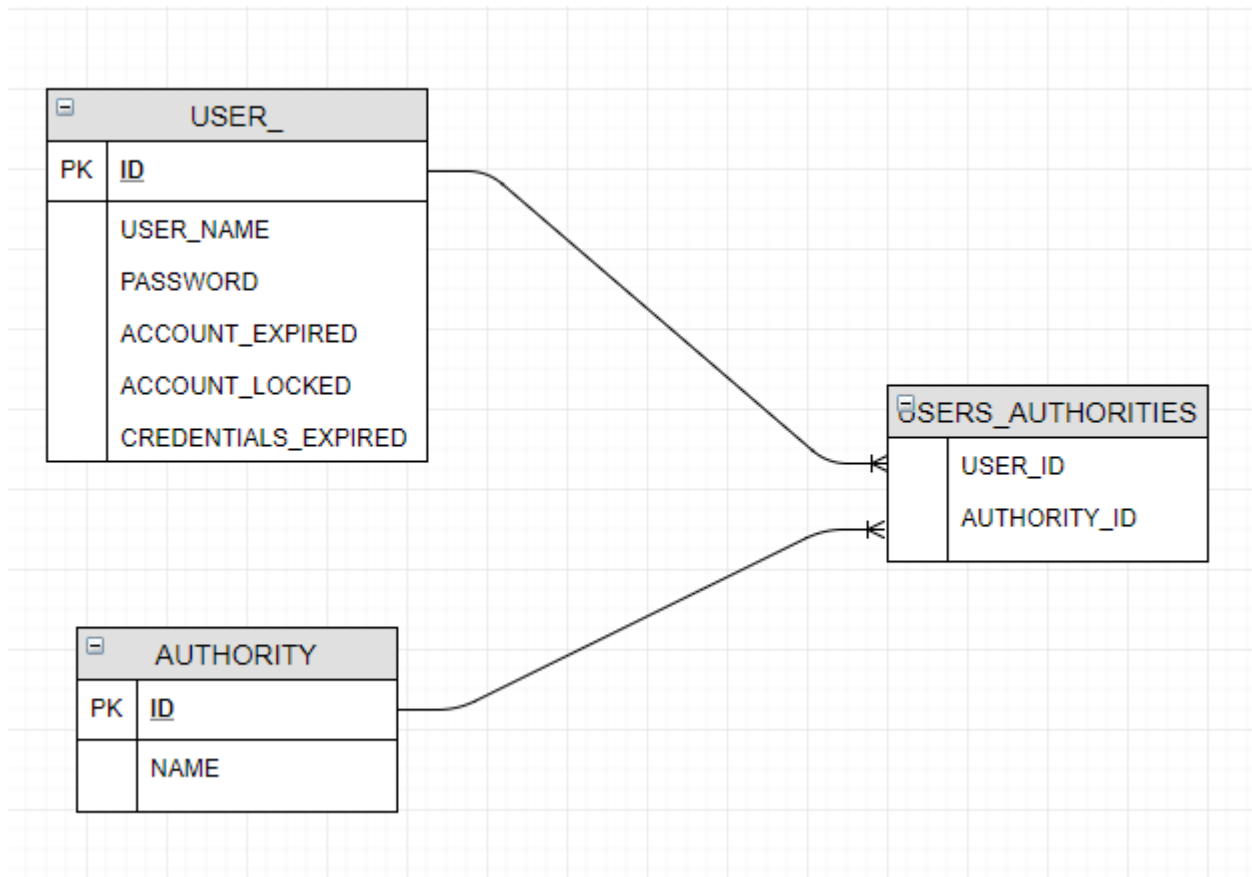 USER_
PK ID
USER_NAME
PASSWORD
ACCOUNT_EXPIRED
ACCOUNT_LOCKED
CREDENTIALS_EXPIRED
USERS_AUTHORITIES
USER_ID
AUTHORITY_ID
AUTHORITY
PK ID
NAME